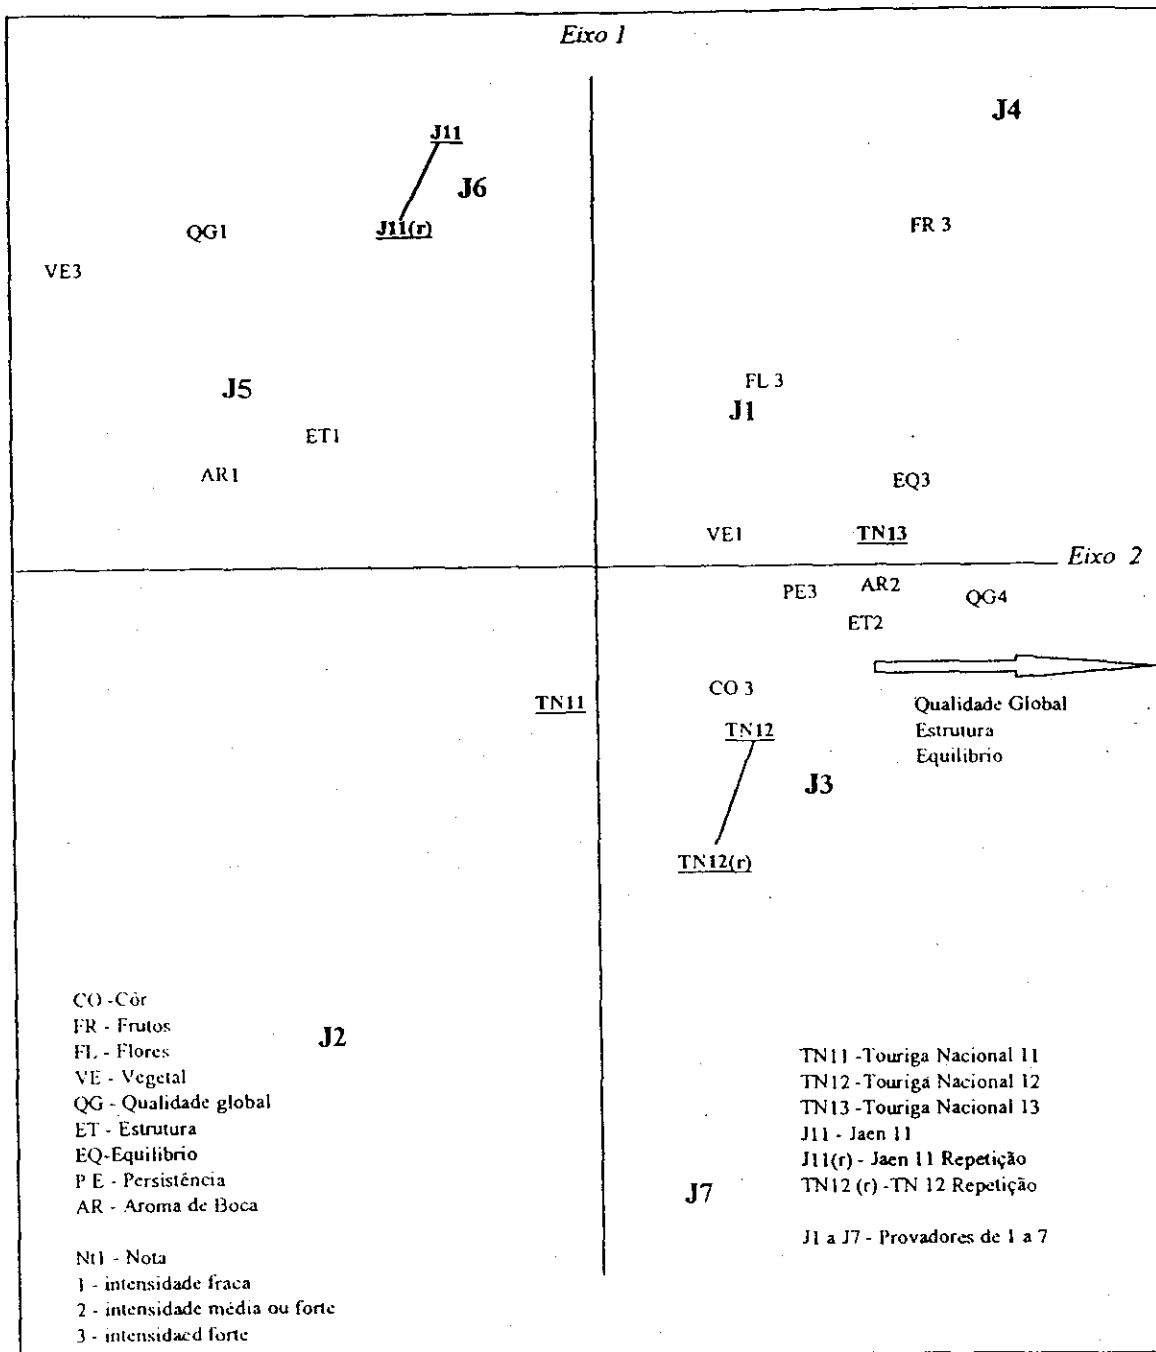 Eixo 1
J4
J11
J6
J11(r)
QG1
FR 3
VE3
FL 3
J5
J1
ET1
AR1
EQ3
VE1
TN13
Eixo 2
PE3
AR2
QG4
ET2
CO 3
TN11
Qualidade Global
Estrutura
Equilibrio
TN12
J3
TN12(r)
CO -Côr
FR - Frutos
FL - Flores
VE - Vegetal
QG - Qualidade global
ET - Estrutura
EQ-Equilibrio
P E - Persistência
AR - Aroma de Boca
Nt1 - Nota
1 - intensidade fraca
2 - intensidade média ou forte
3 - intensidaed forte
J2
TN11 -Touriga Nacional 11
TN12 -Touriga Nacional 12
TN13 -Touriga Nacional 13
J11 - Jaen 11
J11(r) - Jaen 11 Repetição
TN12 (r) -TN 12 Repetição
J1 a J7 - Provadores de 1 a 7
J7